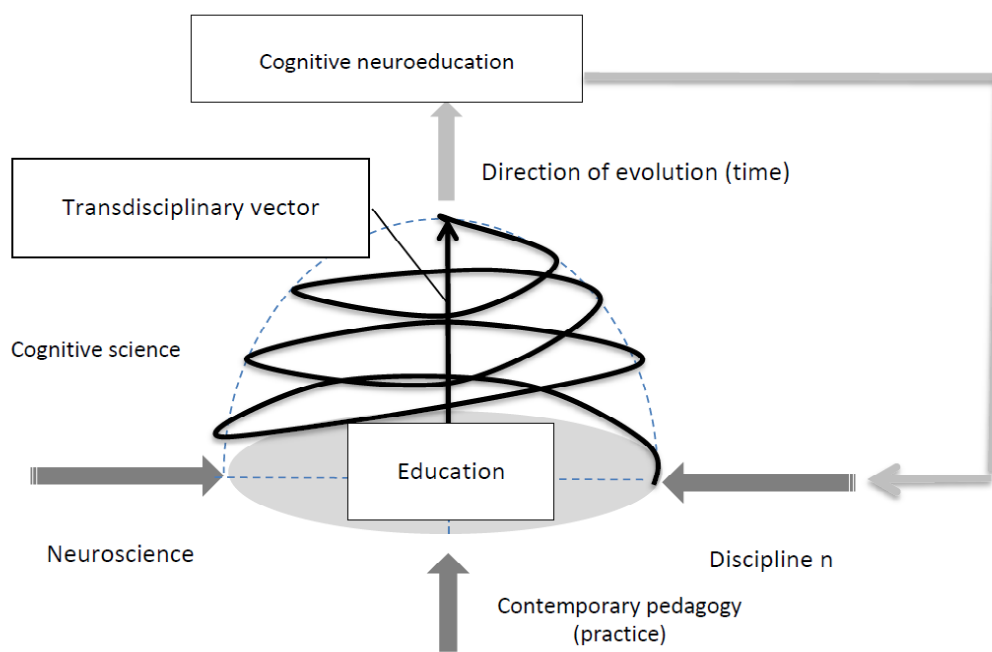 Cognitive neuroeducation
Direction of evolution (time)
Transdisciplinary vector
Cognitive science
Education
Neuroscience
Discipline n
Contemporary pedagogy
(practice)